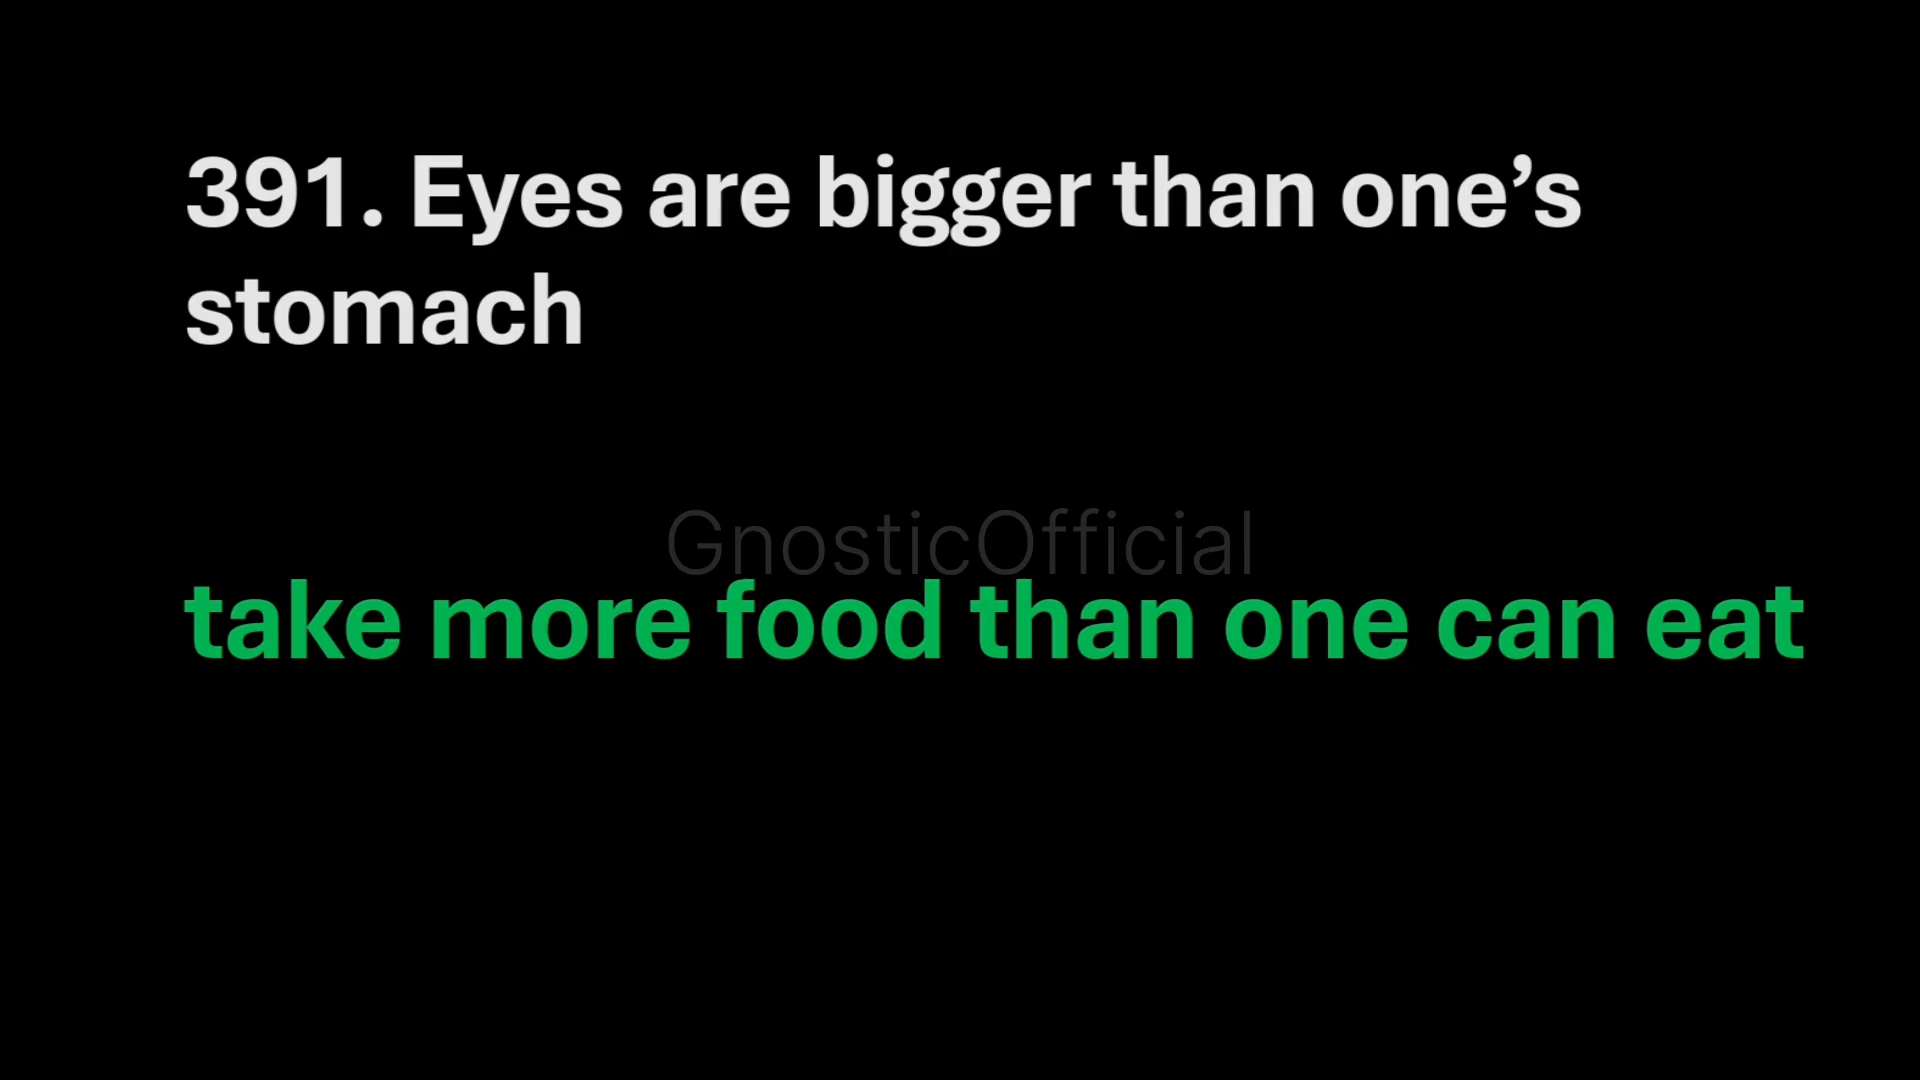 391. Eyes are bigger than one’s
stomach
GnosticOfficial
take more food than one can eat